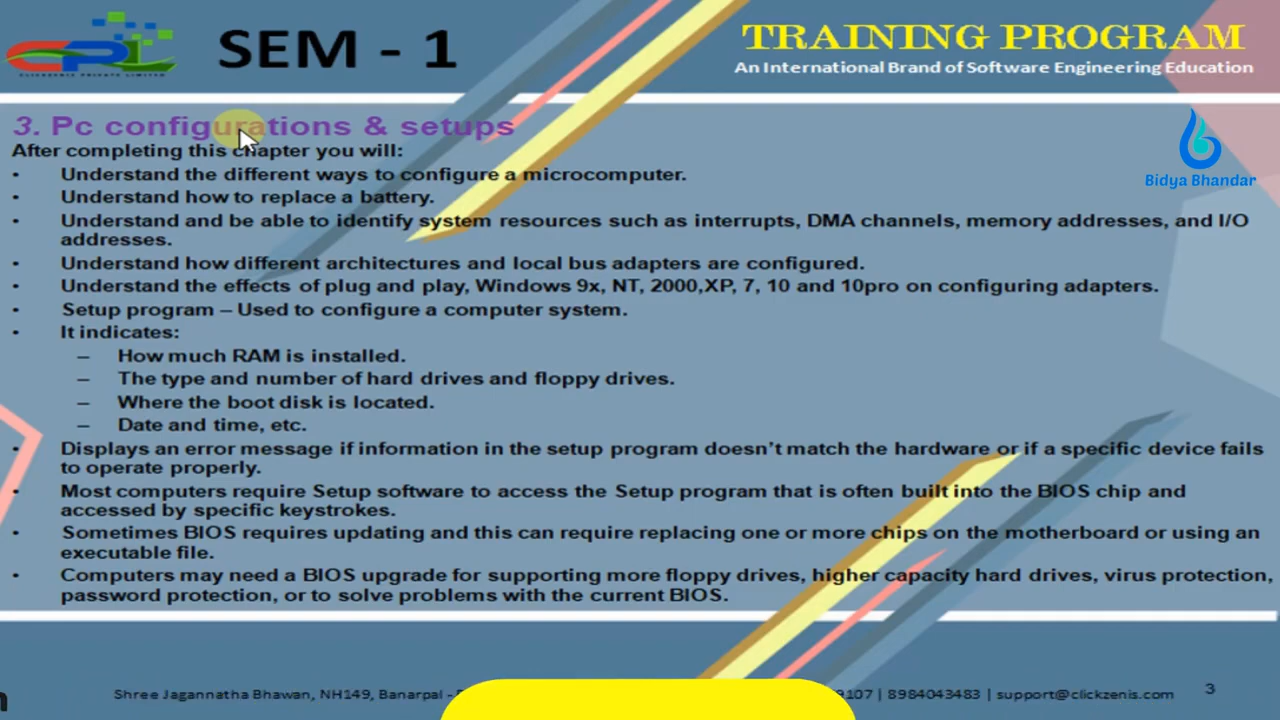 CPL
CLICKZENIS PRIVATE LIMITED
SEM - 1
TRAINING PROGRAM
An International Brand of Software Engineering Education
Bidya Bhandar
3. Pc configurations & setups
After completing this chapter you will:
• Understand the different ways to configure a microcomputer.
• Understand how to replace a battery.
• Understand and be able to identify system resources such as interrupts, DMA channels, memory addresses, and I/O
addresses.
• Understand how different architectures and local bus adapters are configured.
• Understand the effects of plug and play, Windows 9x, NT, 2000,XP, 7, 10 and 10pro on configuring adapters.
• Setup program – Used to configure a computer system.
• It indicates:
– How much RAM is installed.
– The type and number of hard drives and floppy drives.
– Where the boot disk is located.
– Date and time, etc.
• Displays an error message if information in the setup program doesn't match the hardware or if a specific device fails
to operate properly.
• Most computers require Setup software to access the Setup program that is often built into the BIOS chip and
accessed by specific keystrokes.
• Sometimes BIOS requires updating and this can require replacing one or more chips on the motherboard or using an
executable file.
• Computers may need a BIOS upgrade for supporting more floppy drives, higher capacity hard drives, virus protection,
password protection, or to solve problems with the current BIOS.
Shree Jagannatha Bhawan, NH149, Banarpal - 9107 | 8984043483 | support@clickzenis.com
3